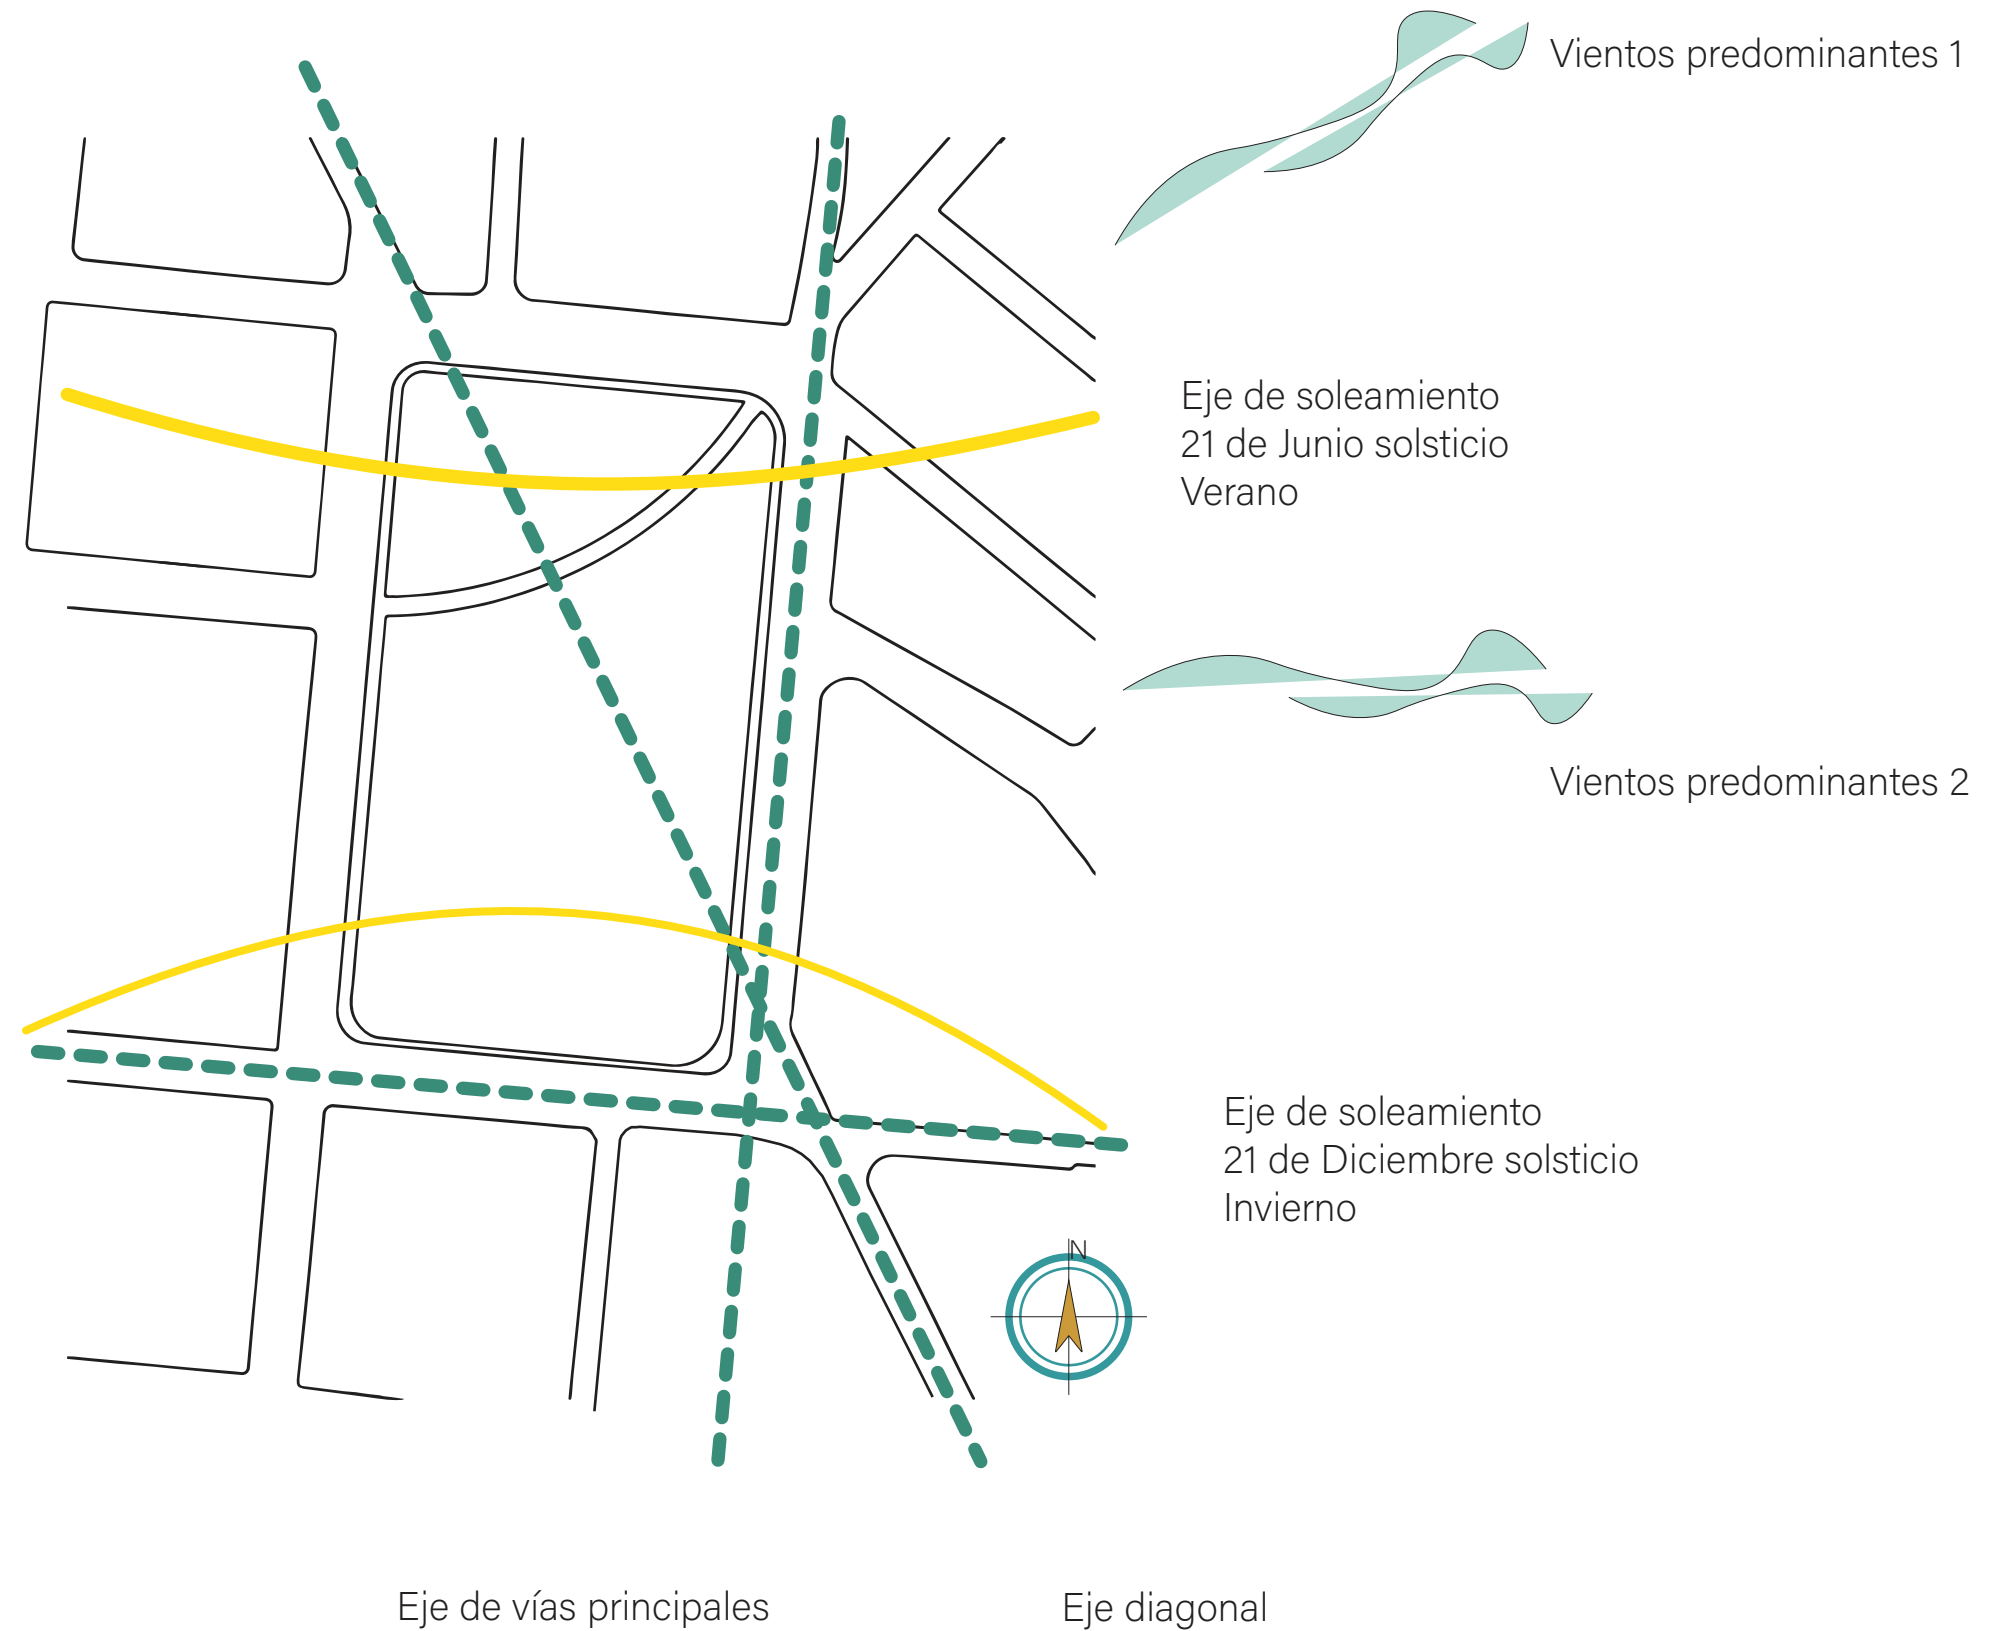 Vientos predominantes 1
Eje de soleamiento
21 de Junio solsticio
Verano
Vientos predominantes 2
Eje de soleamiento
21 de Diciembre solsticio
Invierno
N
Eje de vías principales
Eje diagonal